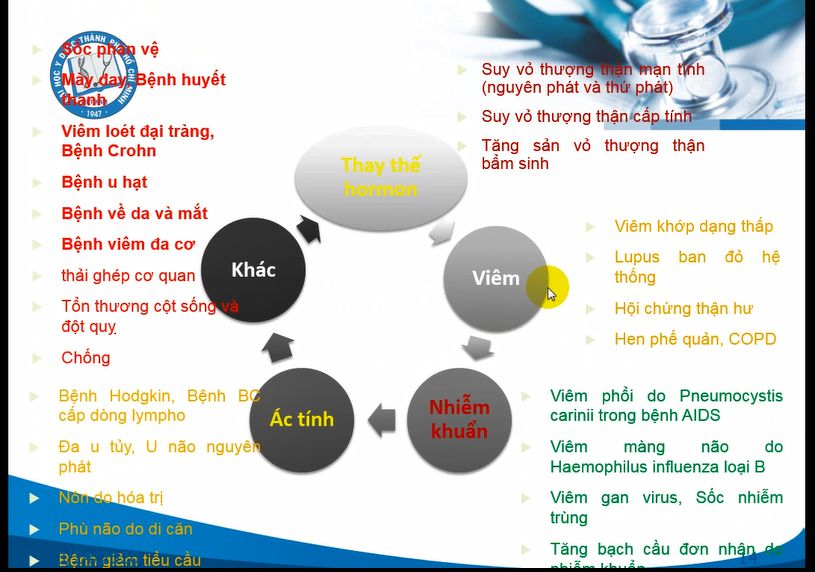 Sốc phản vệ
Mày đay, Bệnh huyết
thanh
Viêm loét đại tràng,
Bệnh Crohn
Bệnh u hạt
Bệnh về da và mắt
Bệnh viêm đa cơ
thải ghép cơ quan
Tổn thương cột sống và
đột quỵ
Chống
Suy vỏ thượng thận mạn tính
(nguyên phát và thứ phát)
Suy vỏ thượng thận cấp tính
Tăng sản vỏ thượng thận
bẩm sinh
Thay thế
hormon
Khác
Viêm
Viêm khớp dạng thấp
Lupus ban đỏ hệ
thống
Hội chứng thận hư
Hen phế quản, COPD
Ác tính
Nhiễm
khuẩn
Bệnh Hodgkin, Bệnh BC
cấp dòng lympho
Đa u tủy, U não nguyên
phát
Nôn do hóa trị
Phù não do di căn
Bệnh giảm tiểu cầu
Viêm phổi do Pneumocystis
carinii trong bệnh AIDS
Viêm màng não do
Haemophilus influenza loại B
Viêm gan virus, Sốc nhiễm
trùng
Tăng bạch cầu đơn nhân do
nhiễm khuẩn
14
1947